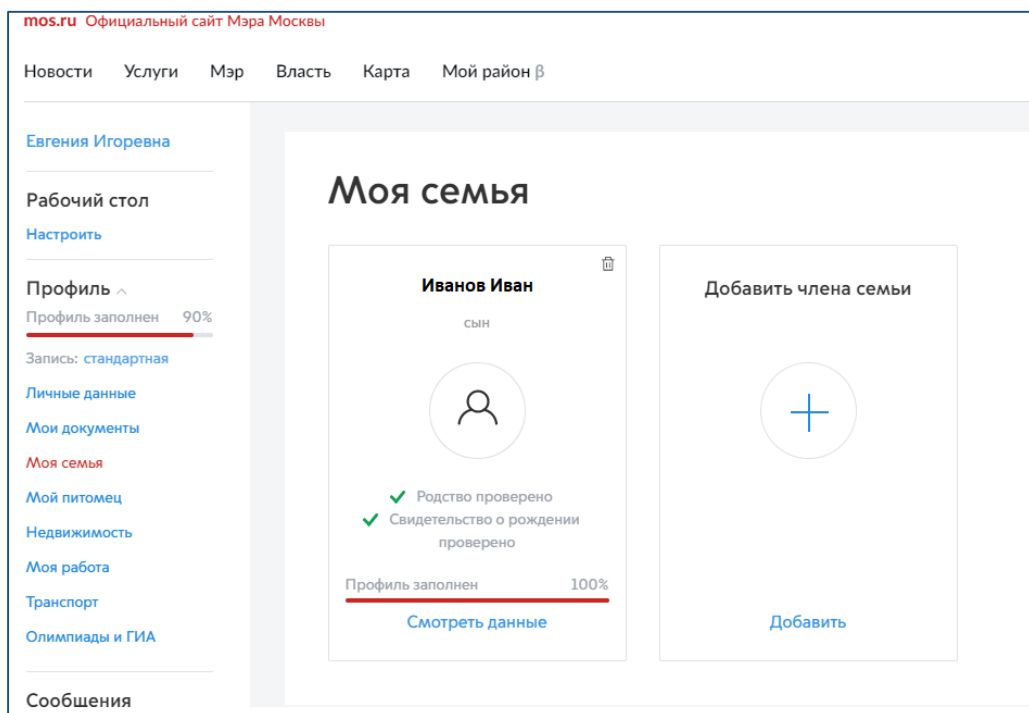 mos.ru Официальный сайт Мэра Москвы
Новости Услуги Мэр Власть Карта Мой район β
Евгения Игоревна
Рабочий стол
Настроить
Профиль
Профиль заполнен 90%
Запись: стандартная
Личные данные
Мои документы
Моя семья
Мой питомец
Недвижимость
Моя работа
Транспорт
Олимпиады и ГИА
Сообщения
Моя семья
Иванов Иван
сын
Родство проверено
Свидетельство о рождении
проверено
Профиль заполнен 100%
Смотреть данные
Добавить члена семьи
Добавить